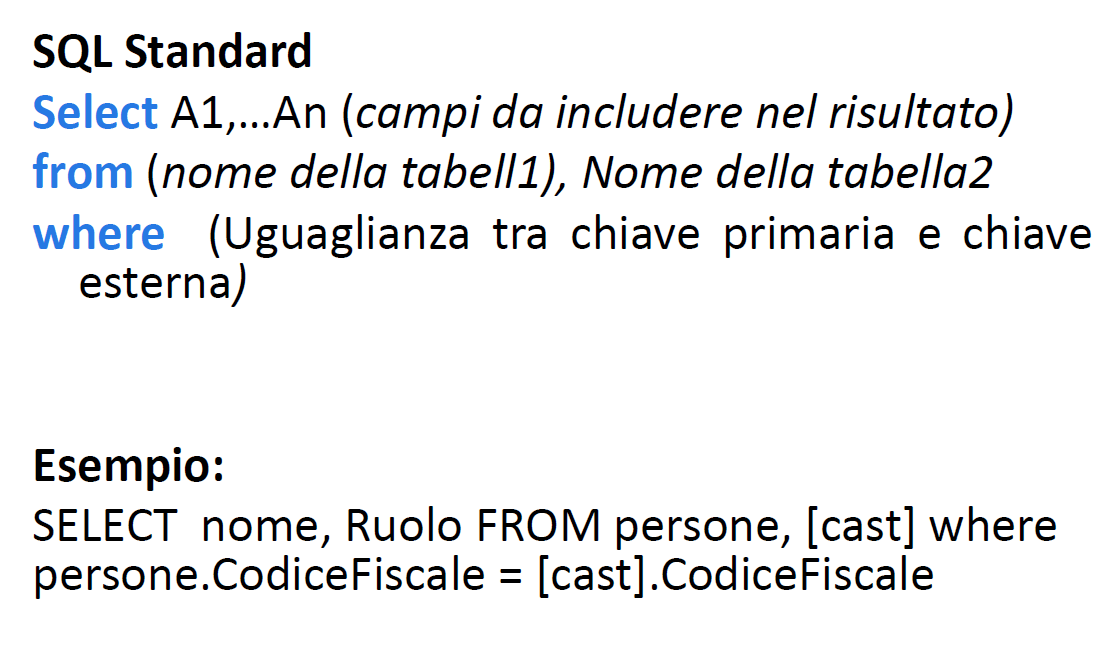 SQL Standard
Select A1,...An (campi da includere nel risultato)
from (nome della tabell1), Nome della tabella2
where (Uguaglianza tra chiave primaria e chiave
esterna)
Esempio:
SELECT nome, Ruolo FROM persone, [cast] where
persone.CodiceFiscale = [cast].CodiceFiscale